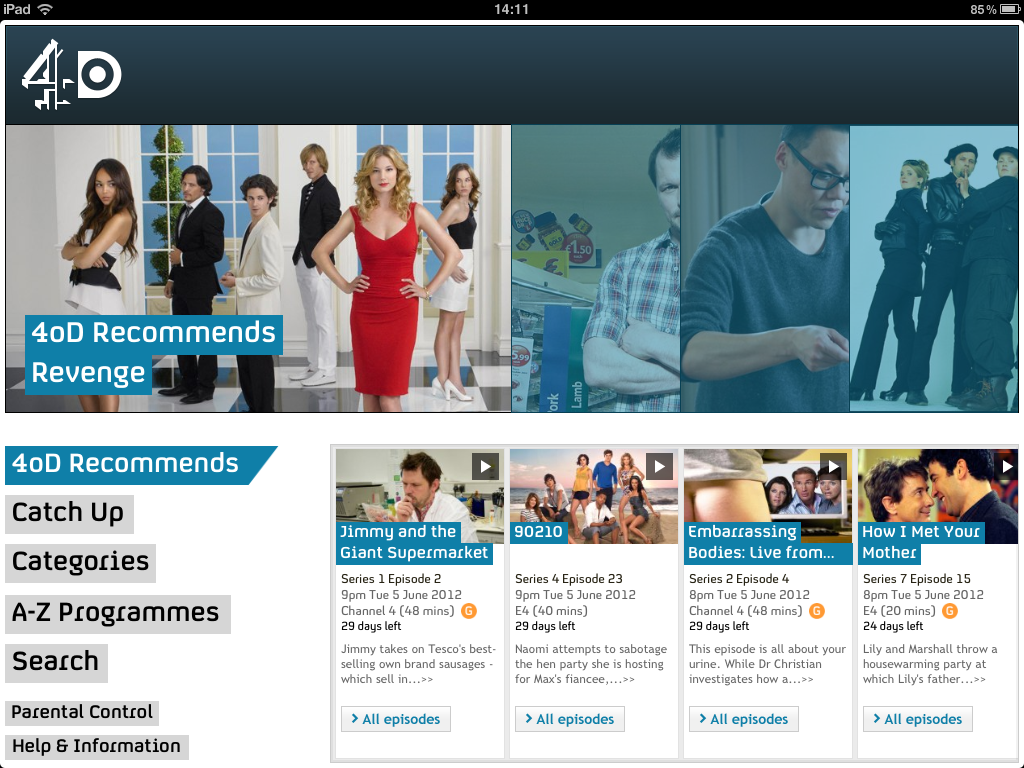 iPad
14:11
85%
4oD
£1.50
£5.99
Lamb
4oD Recommends
Revenge
4oD Recommends
Catch Up
Categories
A-Z Programmes
Search
Parental Control
Help & Information
Jimmy and the
Giant Supermarket
Series 1 Episode 2
9pm Tue 5 June 2012
Channel 4 (48 mins) G
29 days left
Jimmy takes on Tesco's best-
selling own brand sausages -
which sell in...>>
> All episodes
90210
Series 4 Episode 23
9pm Tue 5 June 2012
E4 (40 mins)
29 days left
Naomi attempts to sabotage
the hen party she is hosting
for Max's fiancee,...>>
> All episodes
Embarrassing
Bodies: Live from...
Series 2 Episode 4
8pm Tue 5 June 2012
Channel 4 (48 mins) G
29 days left
This episode is all about your
urine. While Dr Christian
investigates how a...>>
> All episodes
How I Met Your
Mother
Series 7 Episode 15
8pm Tue 5 June 2012
E4 (20 mins) G
24 days left
Lily and Marshall throw a
housewarming party at
which Lily's father...>>
> All episodes